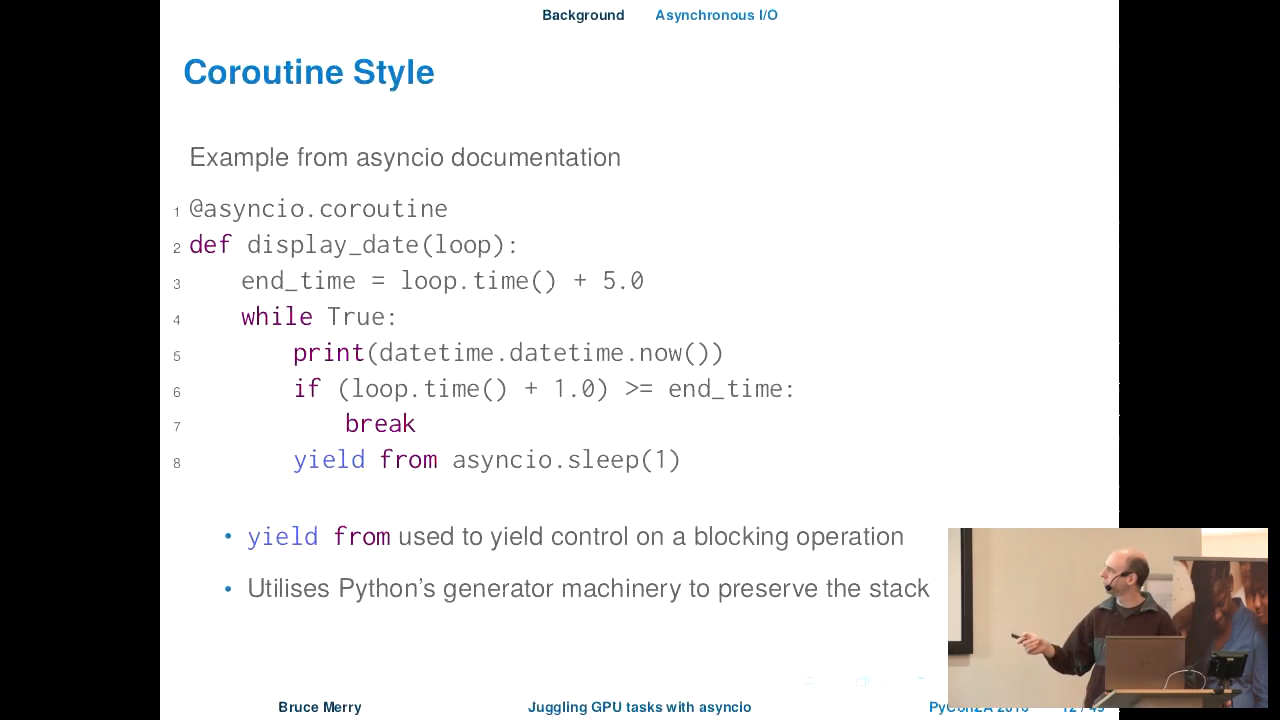 Background Asynchronous I/O
Coroutine Style
Example from asyncio documentation
1 @asyncio.coroutine
2 def display_date(loop):
3 end_time = loop.time() + 5.0
4 while True:
5 print(datetime.datetime.now())
6 if (loop.time() + 1.0) >= end_time:
7 break
8 yield from asyncio.sleep(1)
• yield from used to yield control on a blocking operation
• Utilises Python's generator machinery to preserve the stack
Bruce Merry Juggling GPU tasks with asyncio